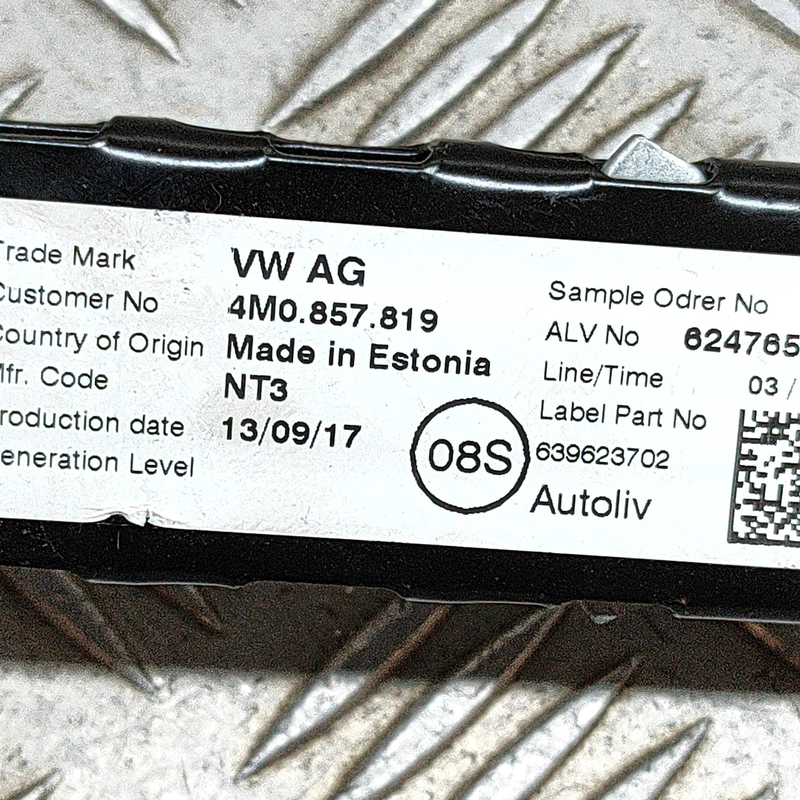 Trade Mark VW AG
Customer No 4M0.857.819
Country of Origin Made in Estonia
Mfr. Code NT3
Production date 13/09/17
Generation Level
08S
Sample Odrer No
ALV No 624765
Line/Time 03 /
Label Part No
639623702
Autoliv